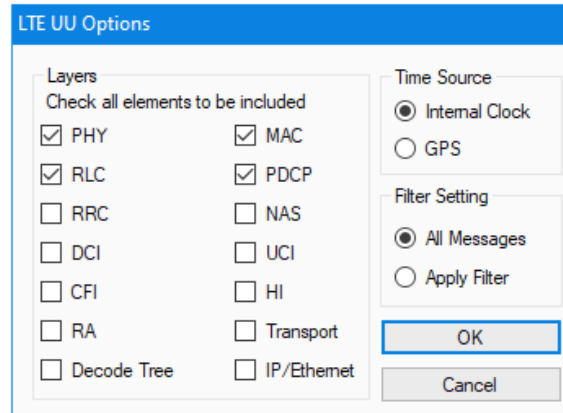 LTE UU Options
Layers
Check all elements to be included
PHY
MAC
RLC
PDCP
RRC
NAS
DCI
UCI
CFI
HI
RA
Transport
Decode Tree
IP/Ethernet
Time Source
Internal Clock
GPS
Filter Setting
All Messages
Apply Filter
OK
Cancel